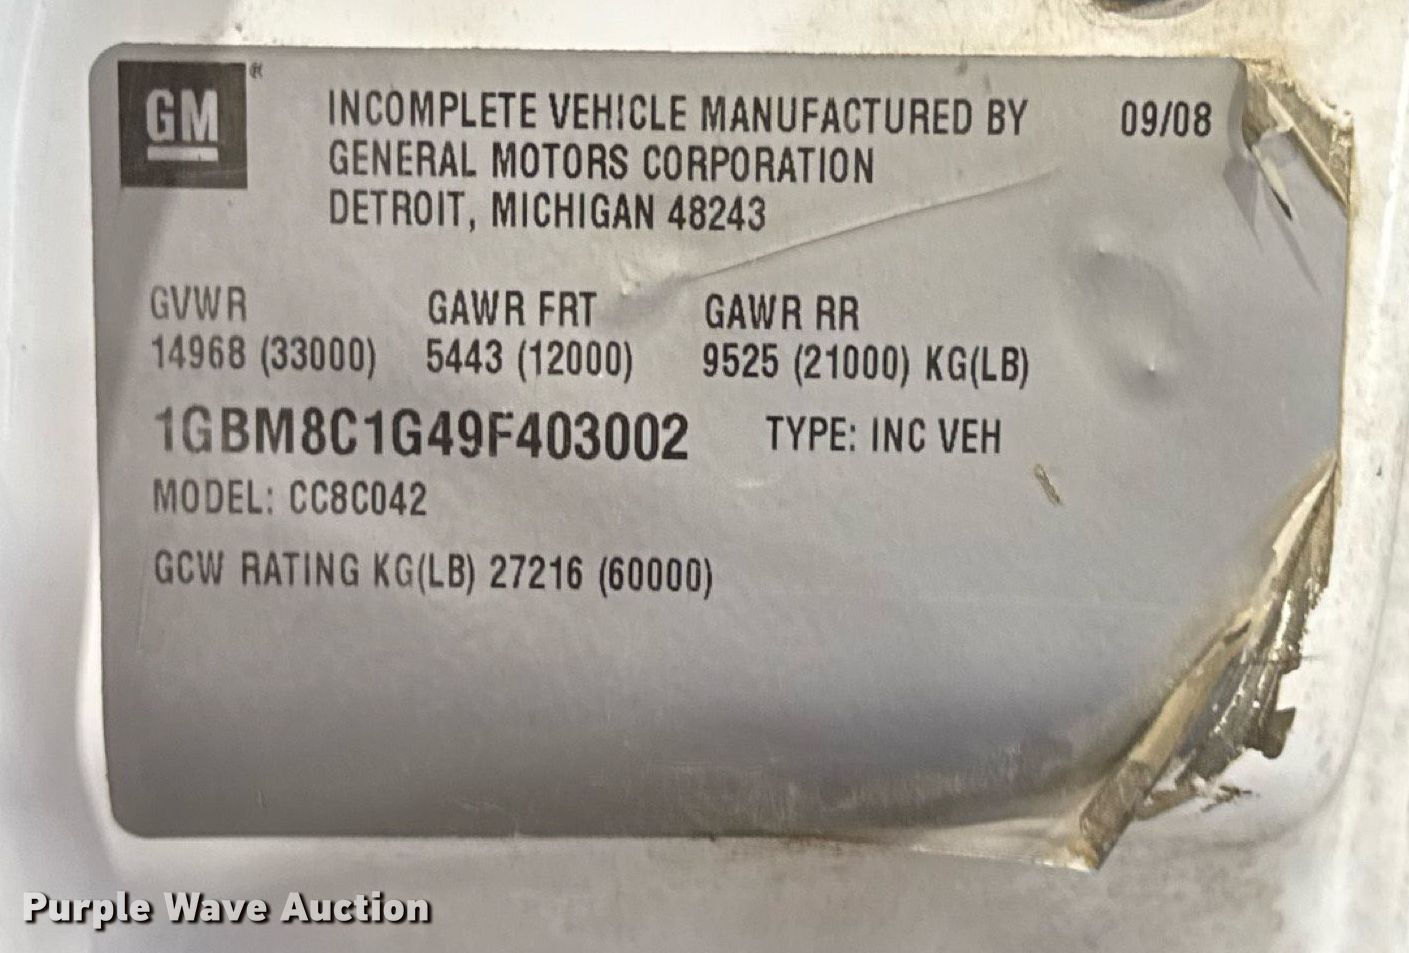 GM ®
INCOMPLETE VEHICLE MANUFACTURED BY 09/08
GENERAL MOTORS CORPORATION
DETROIT, MICHIGAN 48243
GVWR GAWR FRT GAWR RR
14968 (33000) 5443 (12000) 9525 (21000) KG(LB)
1GBM8C1G49F403002 TYPE: INC VEH
MODEL: CC8C042
GCW RATING KG(LB) 27216 (60000)
Purple Wave Auction